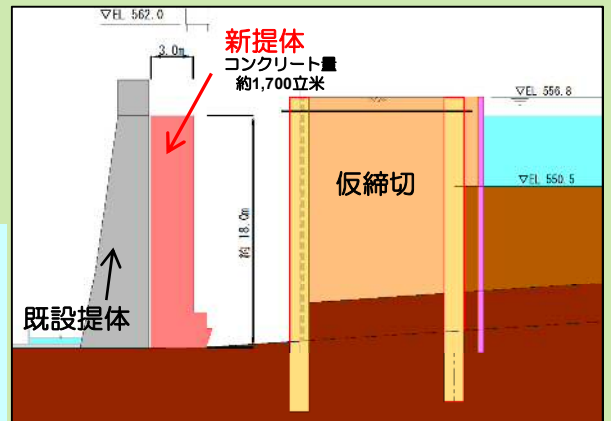 ▽EL 562.0
3.0m
新提体
コンクリート量
約1,700立米
▽EL 556.8
仮締切
▽EL 550.5
約 18.0m
既設提体